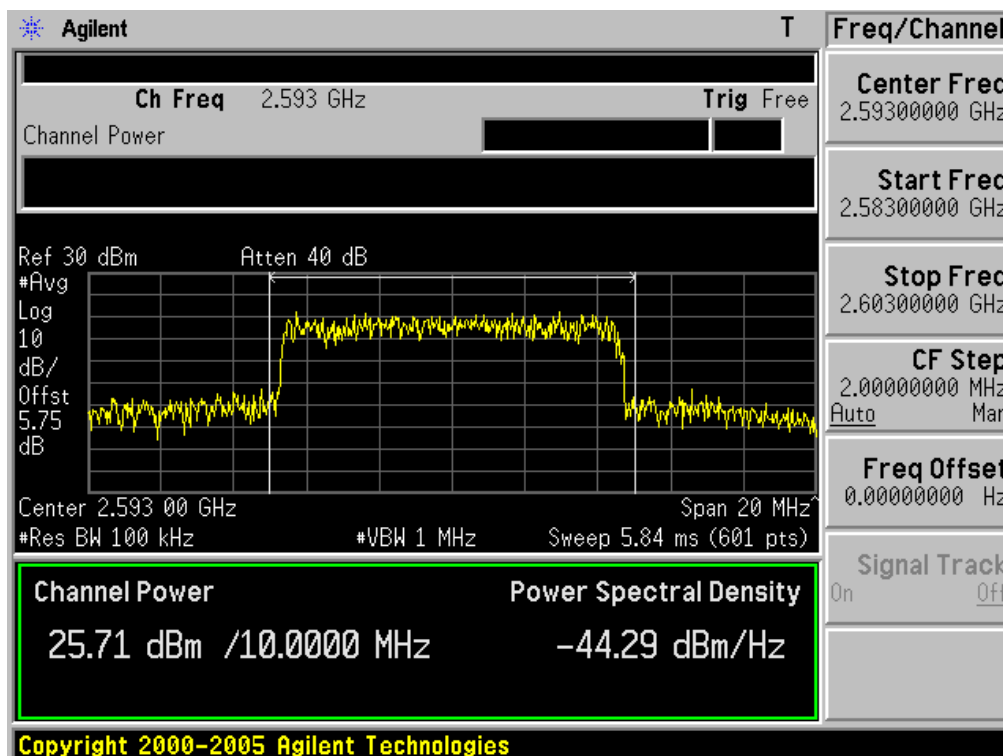 Agilent T
Ch Freq 2.593 GHz Trig Free
Channel Power
Ref 30 dBm Atten 40 dB
#Avg
Log
10
dB/
Offst
5.75
dB
Center 2.593 00 GHz Span 20 MHz^
#Res BW 100 kHz #VBW 1 MHz Sweep 5.84 ms (601 pts)
Channel Power Power Spectral Density
25.71 dBm /10.0000 MHz -44.29 dBm/Hz
Copyright 2000-2005 Agilent Technologies
Freq/Channel
Center Freq
2.59300000 GHz
Start Freq
2.58300000 GHz
Stop Freq
2.60300000 GHz
CF Step
2.00000000 MHz
Auto Man
Freq Offset
0.00000000 Hz
Signal Track
On Off